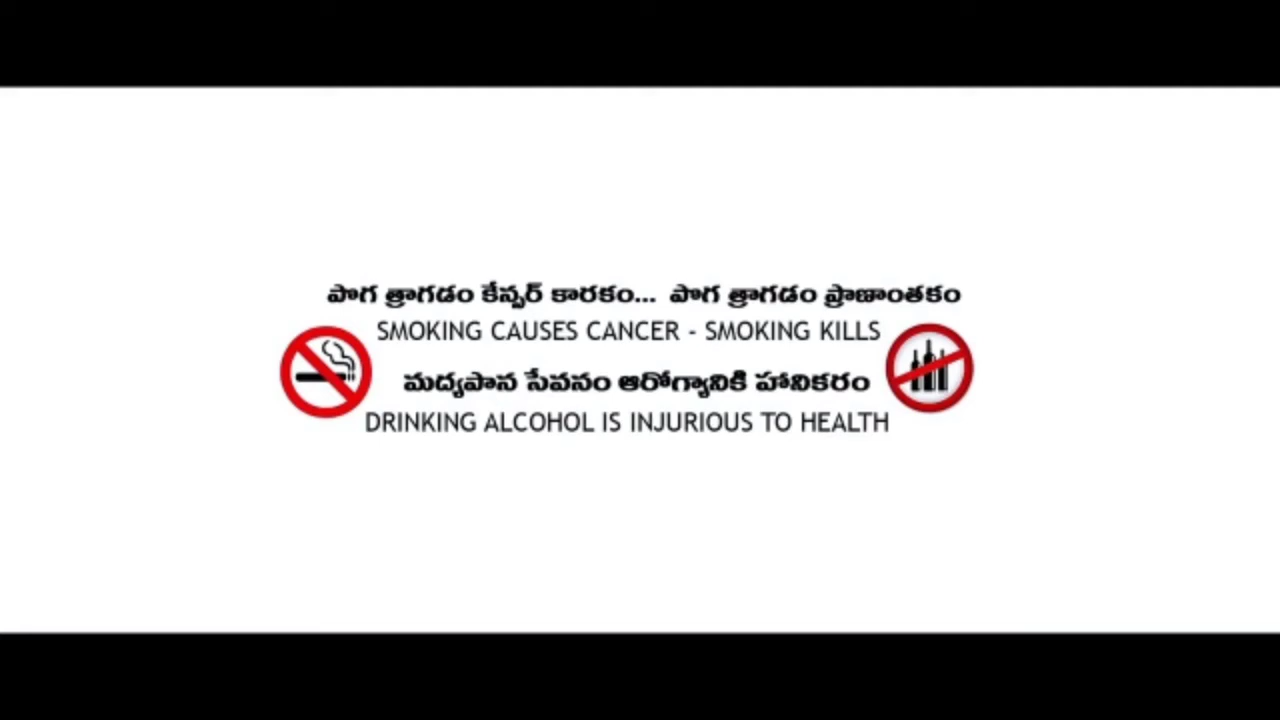 పొగ త్రాగడం కేన్సర్ కారకం... పొగ త్రాగడం ప్రాణాంతకం
SMOKING CAUSES CANCER - SMOKING KILLS
మద్యపాన సేవనం ఆరోగ్యానికి హానికరం
DRINKING ALCOHOL IS INJURIOUS TO HEALTH